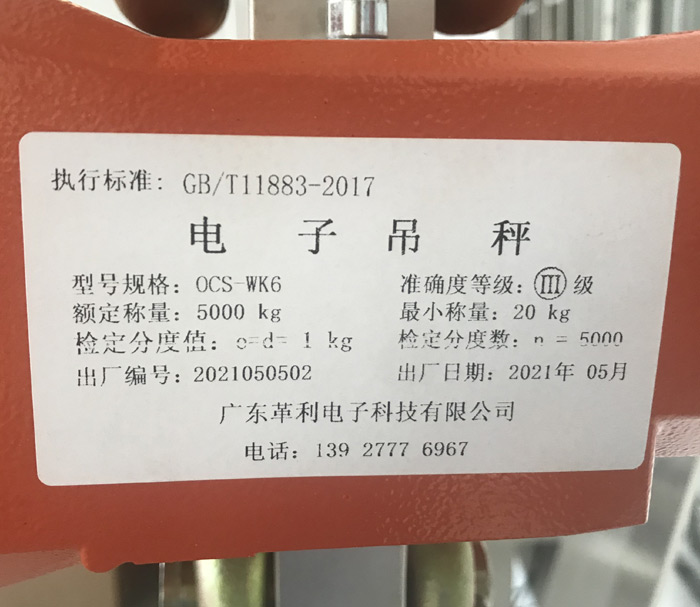 执行标准: GB/T11883-2017
电子吊秤
型号规格: OCS-WK6 准确度等级: Ⅲ 级
额定称量: 5000 kg 最小称量: 20 kg
检定分度值: e=d= 1 kg 检定分度数: n = 5000
出厂编号: 2021050502 出厂日期: 2021年 05月
广东革利电子科技有限公司
电话: 139 2777 6967